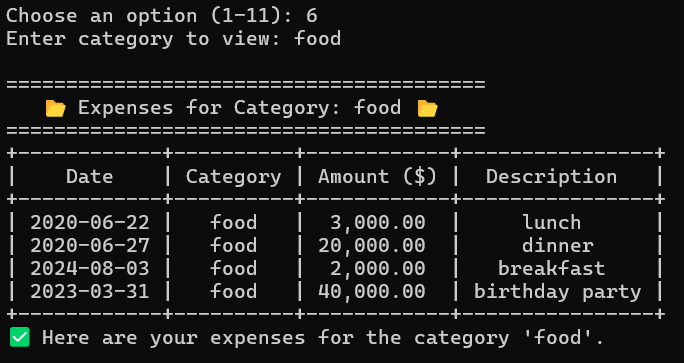 Choose an option (1-11): 6
Enter category to view: food
========================================
📂 Expenses for Category: food 📂
========================================
+------------+----------+-------------+---------------+
|    Date    | Category | Amount ($) |  Description   |
+------------+----------+-------------+---------------+
| 2020-06-22 |   food   |  3,000.00  |     lunch      |
| 2020-06-27 |   food   | 20,000.00  |     dinner     |
| 2024-08-03 |   food   |  2,000.00  |   breakfast    |
| 2023-03-31 |   food   | 40,000.00  | birthday party |
+------------+----------+-------------+---------------+
✅ Here are your expenses for the category 'food'.